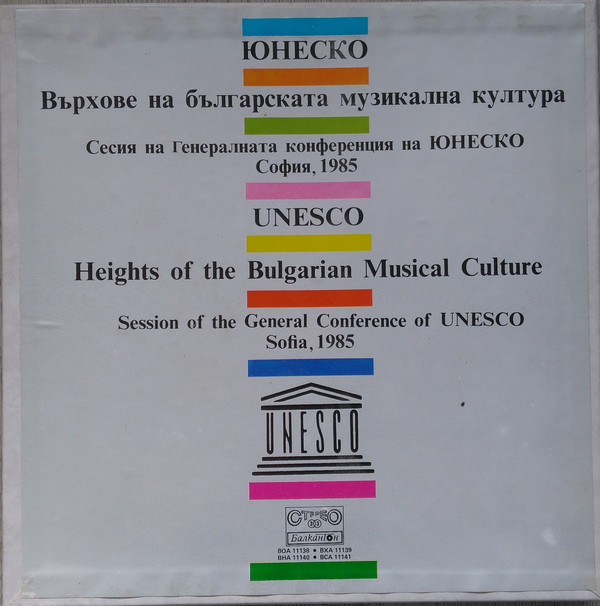 ЮНЕСКО
Върхове на българската музикална култура
Сесия на Генералната конференция на ЮНЕСКО
София, 1985
UNESCO
Heights of the Bulgarian Musical Culture
Session of the General Conference of UNESCO
Sofia, 1985
UNESCO
СТЕРЕО
Балкантон
ВОА 11138 • ВХА 11139
ВНА 11140 • ВСА 11141